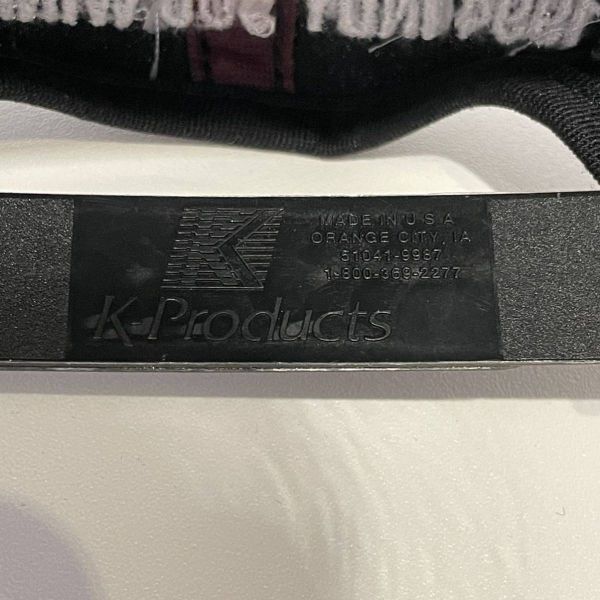 MADE IN U.S.A
ORANGE CITY, IA
51041-9987
1-800-369-2277
K-Products